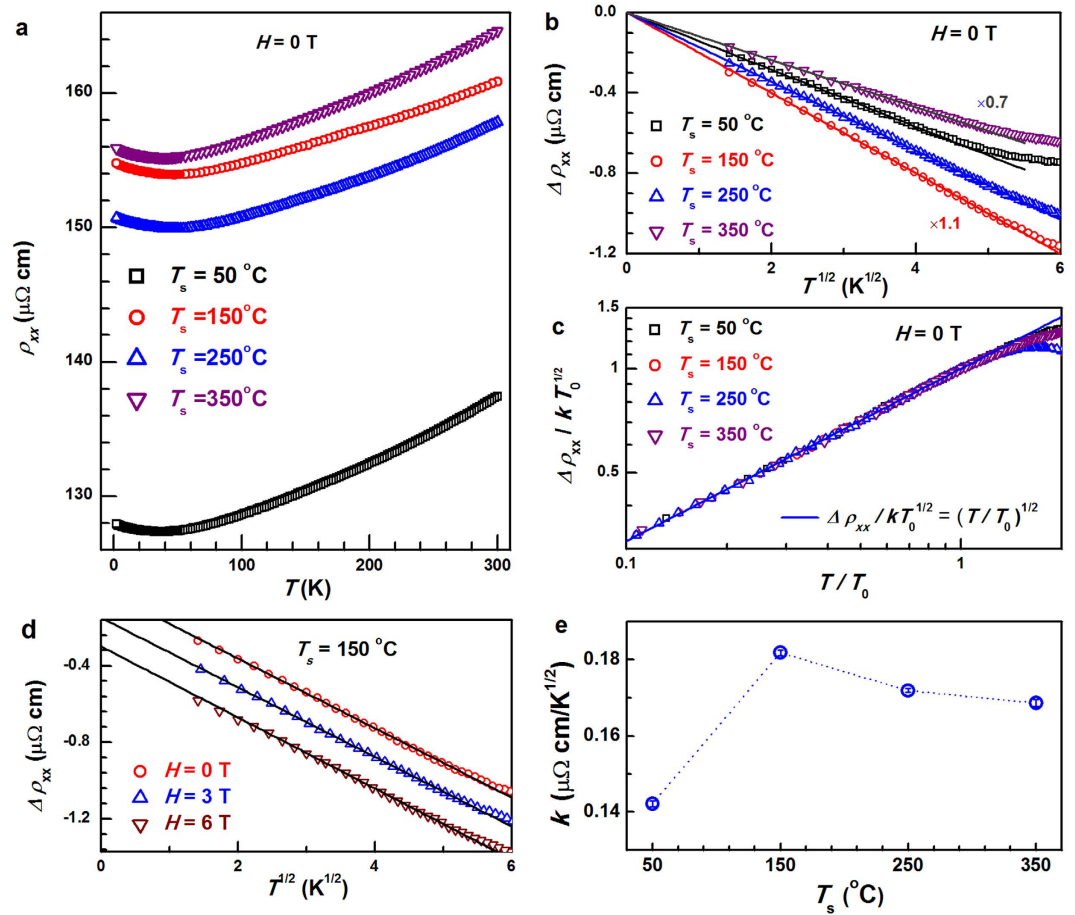 a
H = 0 T
160
150
140
130
ρxx (μΩ cm)
Ts = 50 °C
Ts =150°C
Ts =250°C
Ts =350°C
0 100 200 300
T (K)
b
H = 0 T
0.0
-0.4
-0.8
-1.2
Δ ρxx (μΩ cm)
×0.7
Ts = 50 °C
Ts = 150 °C
Ts = 250 °C
Ts = 350 °C
×1.1
0 2 4 6
T1/2 (K1/2)
c
H = 0 T
1.5
1
0.5
Δ ρxx / k T01/2
Ts = 50 °C
Ts = 150 °C
Ts = 250 °C
Ts = 350 °C
Δ ρxx / kT01/2 = (T/T0)1/2
0.1 1
T / T0
d
Ts = 150 °C
-0.4
-0.8
-1.2
Δ ρxx (μΩ cm)
H = 0 T
H = 3 T
H = 6 T
0 2 4 6
T1/2 (K1/2)
e
0.18
0.16
0.14
k (μΩ cm/K1/2)
50 150 250 350
Ts (°C)